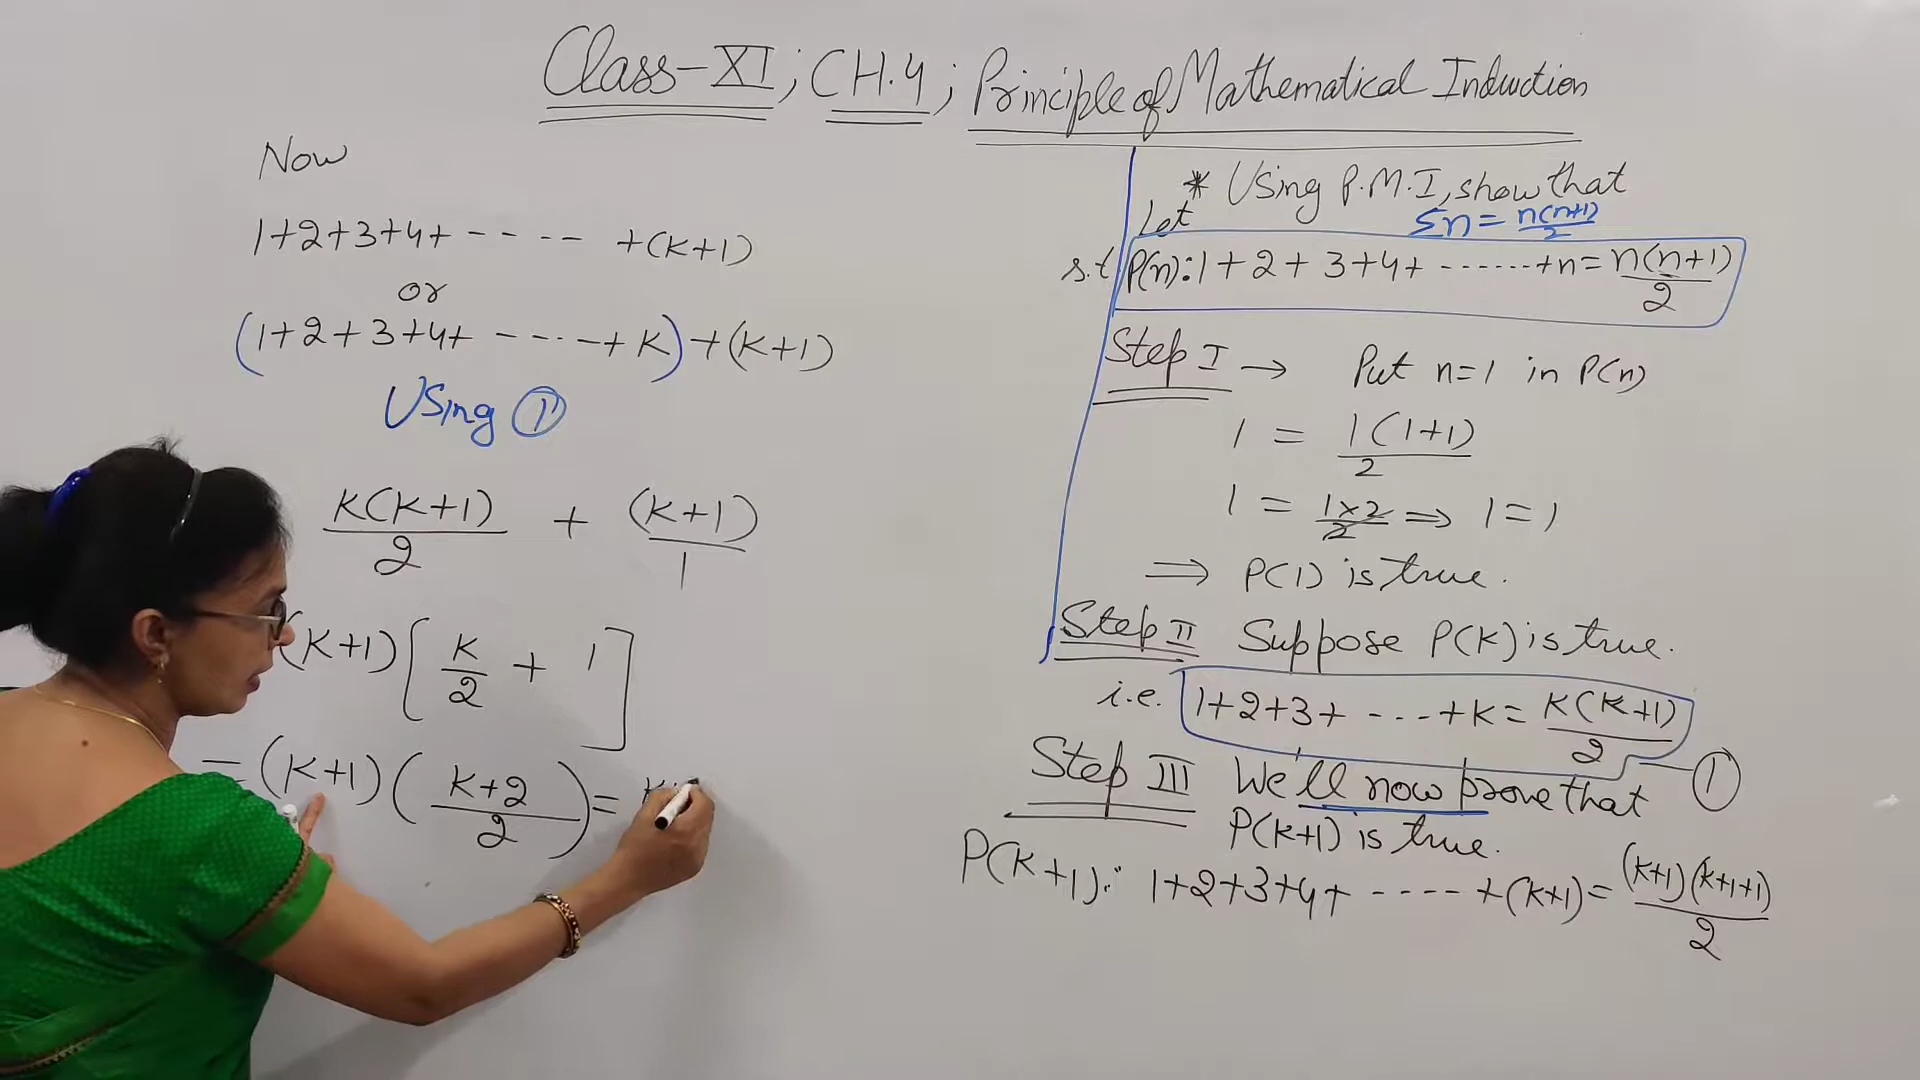 Class-XI; CH.4; Principle of Mathematical Induction
Now
1+2+3+4+ ----- +(K+1)
or
(1+2+3+4+ ------+K)+(K+1)
Using ①
K(K+1)/2 + (K+1)/1
(K+1)[K/2 + 1]
=(K+1)(K+2/2)= K+
* Using P.M.I, show that
Let Σn = n(n+1)/2
s.t P(n): 1+2+3+4+ ------+n = n(n+1)/2
Step I → Put n=1 in P(n)
1 = 1(1+1)/2
1 = 1×2/2 ⇒ 1=1
⇒ P(1) is true.
Step II Suppose P(K) is true.
i.e. 1+2+3+ ----+K = K(K+1)/2
Step III We'll now prove that ①
P(K+1) is true.
P(K+1): 1+2+3+4+ -----+(K+1)= (K+1)(K+1+1)/2